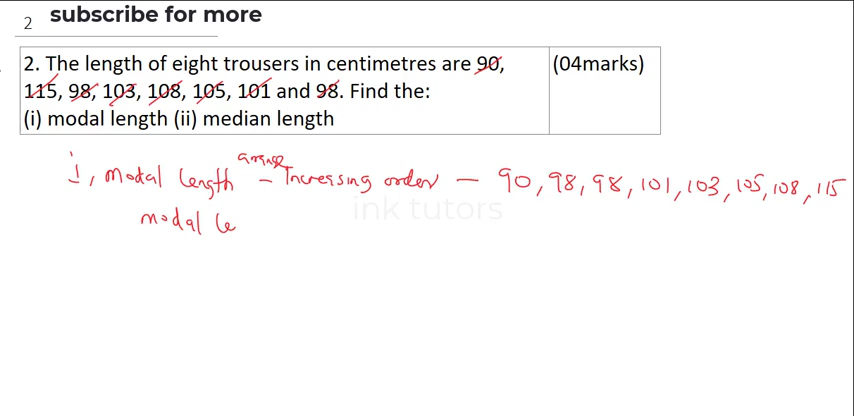 subscribe for more
2
2. The length of eight trousers in centimetres are 90, (04marks)
115, 98, 103, 108, 105, 101 and 98. Find the:
(i) modal length (ii) median length
arrange
i, modal length – Increasing order – 90, 98, 98, 101, 103, 105, 108, 115
ink tutors
modal le